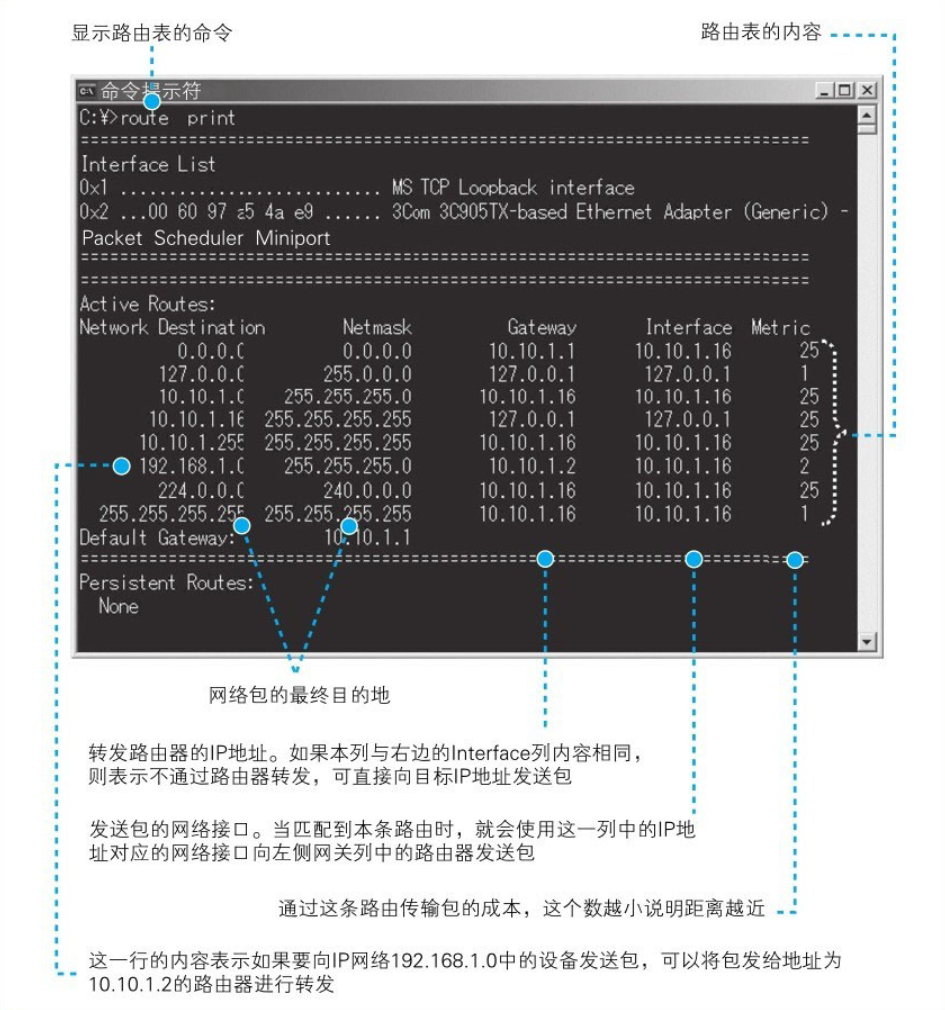 显示路由表的命令
路由表的内容
命令提示符
C:¥>route print
Interface List
0x1 ........................... MS TCP Loopback interface
0x2 ...00 60 97 a5 4a e9 ...... 3Com 3C905TX-based Ethernet Adapter (Generic) -
Packet Scheduler Miniport
Active Routes:
Network Destination Netmask Gateway Interface Metric
0.0.0.0 0.0.0.0 10.10.1.1 10.10.1.16 25
127.0.0.0 255.0.0.0 127.0.0.1 127.0.0.1 1
10.10.1.0 255.255.255.0 10.10.1.16 10.10.1.16 25
10.10.1.16 255.255.255.255 127.0.0.1 127.0.0.1 25
10.10.1.255 255.255.255.255 10.10.1.16 10.10.1.16 25
192.168.1.0 255.255.255.0 10.10.1.2 10.10.1.16 2
224.0.0.0 240.0.0.0 10.10.1.16 10.10.1.16 25
255.255.255.255 255.255.255.255 10.10.1.16 10.10.1.16 1
Default Gateway: 10.10.1.1
Persistent Routes:
None
网络包的最终目的地
转发路由器的IP地址。如果本列与右边的Interface列内容相同，
则表示不通过路由器转发，可直接向目标IP地址发送包
发送包的网络接口。当匹配到本条路由时，就会使用这一列中的IP地
址对应的网络接口向左侧网关列中的路由器发送包
通过这条路由传输包的成本，这个数越小说明距离越近
这一行的内容表示如果要向IP网络192.168.1.0中的设备发送包，可以将包发给地址为
10.10.1.2的路由器进行转发